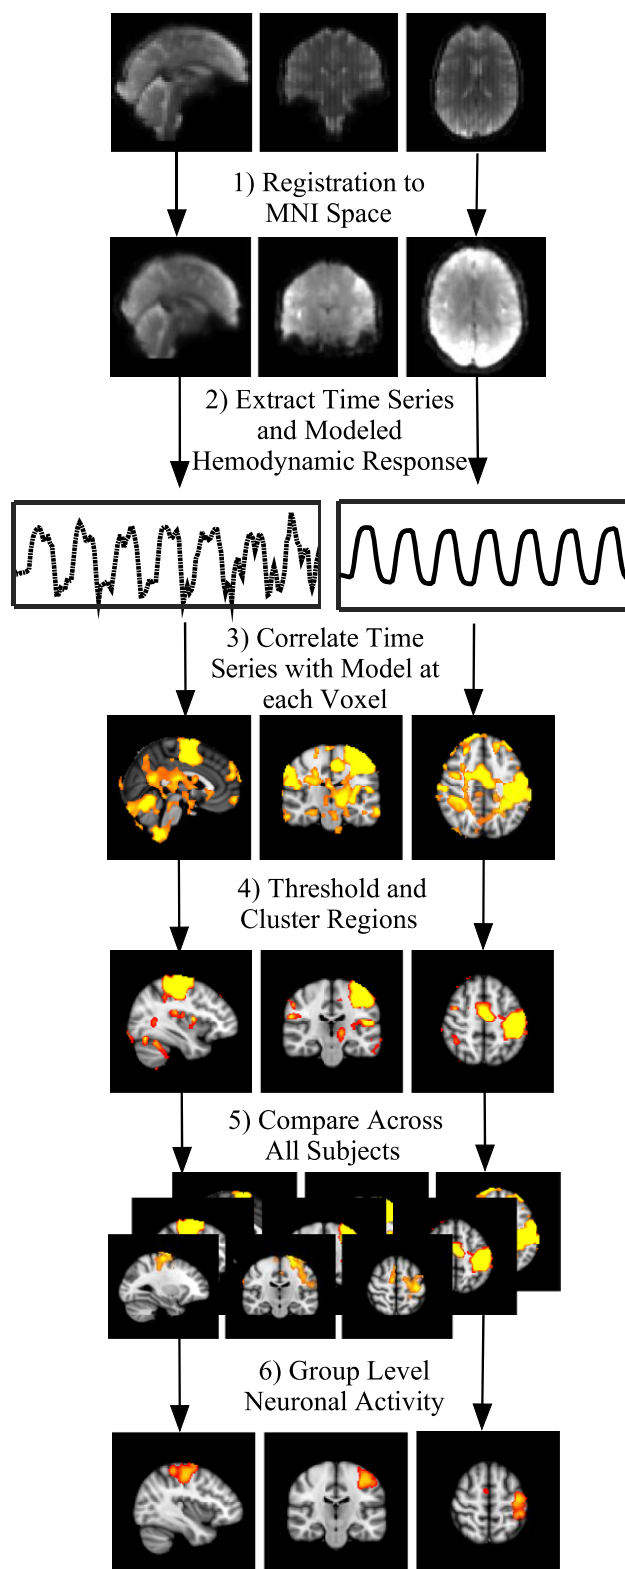 1) Registration to
MNI Space
2) Extract Time Series
and Modeled
Hemodynamic Response
3) Correlate Time
Series with Model at
each Voxel
4) Threshold and
Cluster Regions
5) Compare Across
All Subjects
6) Group Level
Neuronal Activity